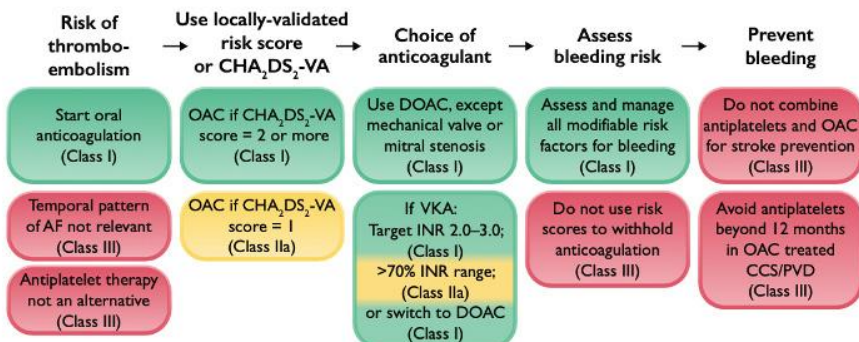 Risk of
thrombo-
embolism
Use locally-validated
risk score
or CHA₂DS₂-VA
Choice of
anticoagulant
Assess
bleeding risk
Prevent
bleeding
Start oral
anticoagulation
(Class I)
OAC if CHA₂DS₂-VA
score = 2 or more
(Class I)
Use DOAC, except
mechanical valve or
mitral stenosis
(Class I)
Assess and manage
all modifiable risk
factors for bleeding
(Class I)
Do not combine
antiplatelets and OAC
for stroke prevention
(Class III)
Temporal pattern
of AF not relevant
(Class III)
OAC if CHA₂DS₂-VA
score = 1
(Class IIa)
If VKA:
Target INR 2.0–3.0;
(Class I)
>70% INR range;
(Class IIa)
or switch to DOAC
(Class I)
Do not use risk
scores to withhold
anticoagulation
(Class III)
Avoid antiplatelets
beyond 12 months
in OAC treated
CCS/PVD
(Class III)
Antiplatelet therapy
not an alternative
(Class III)